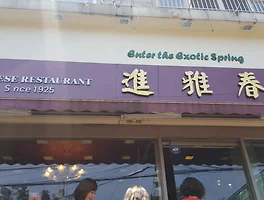 Enter the Exotic Spring
ESE RESTAURANT
進雅春
Since 1925